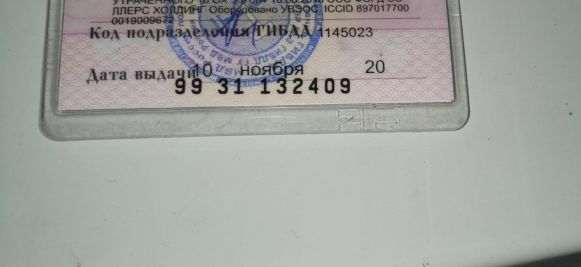 ЛЛЕРС ХОЛДИНГ Оборудовано УВЭОС ICCID 897017700
0019009672
Код подразделения ГИБДД 1145023
Дата выдачи 10 ноября 20
99 31 132409